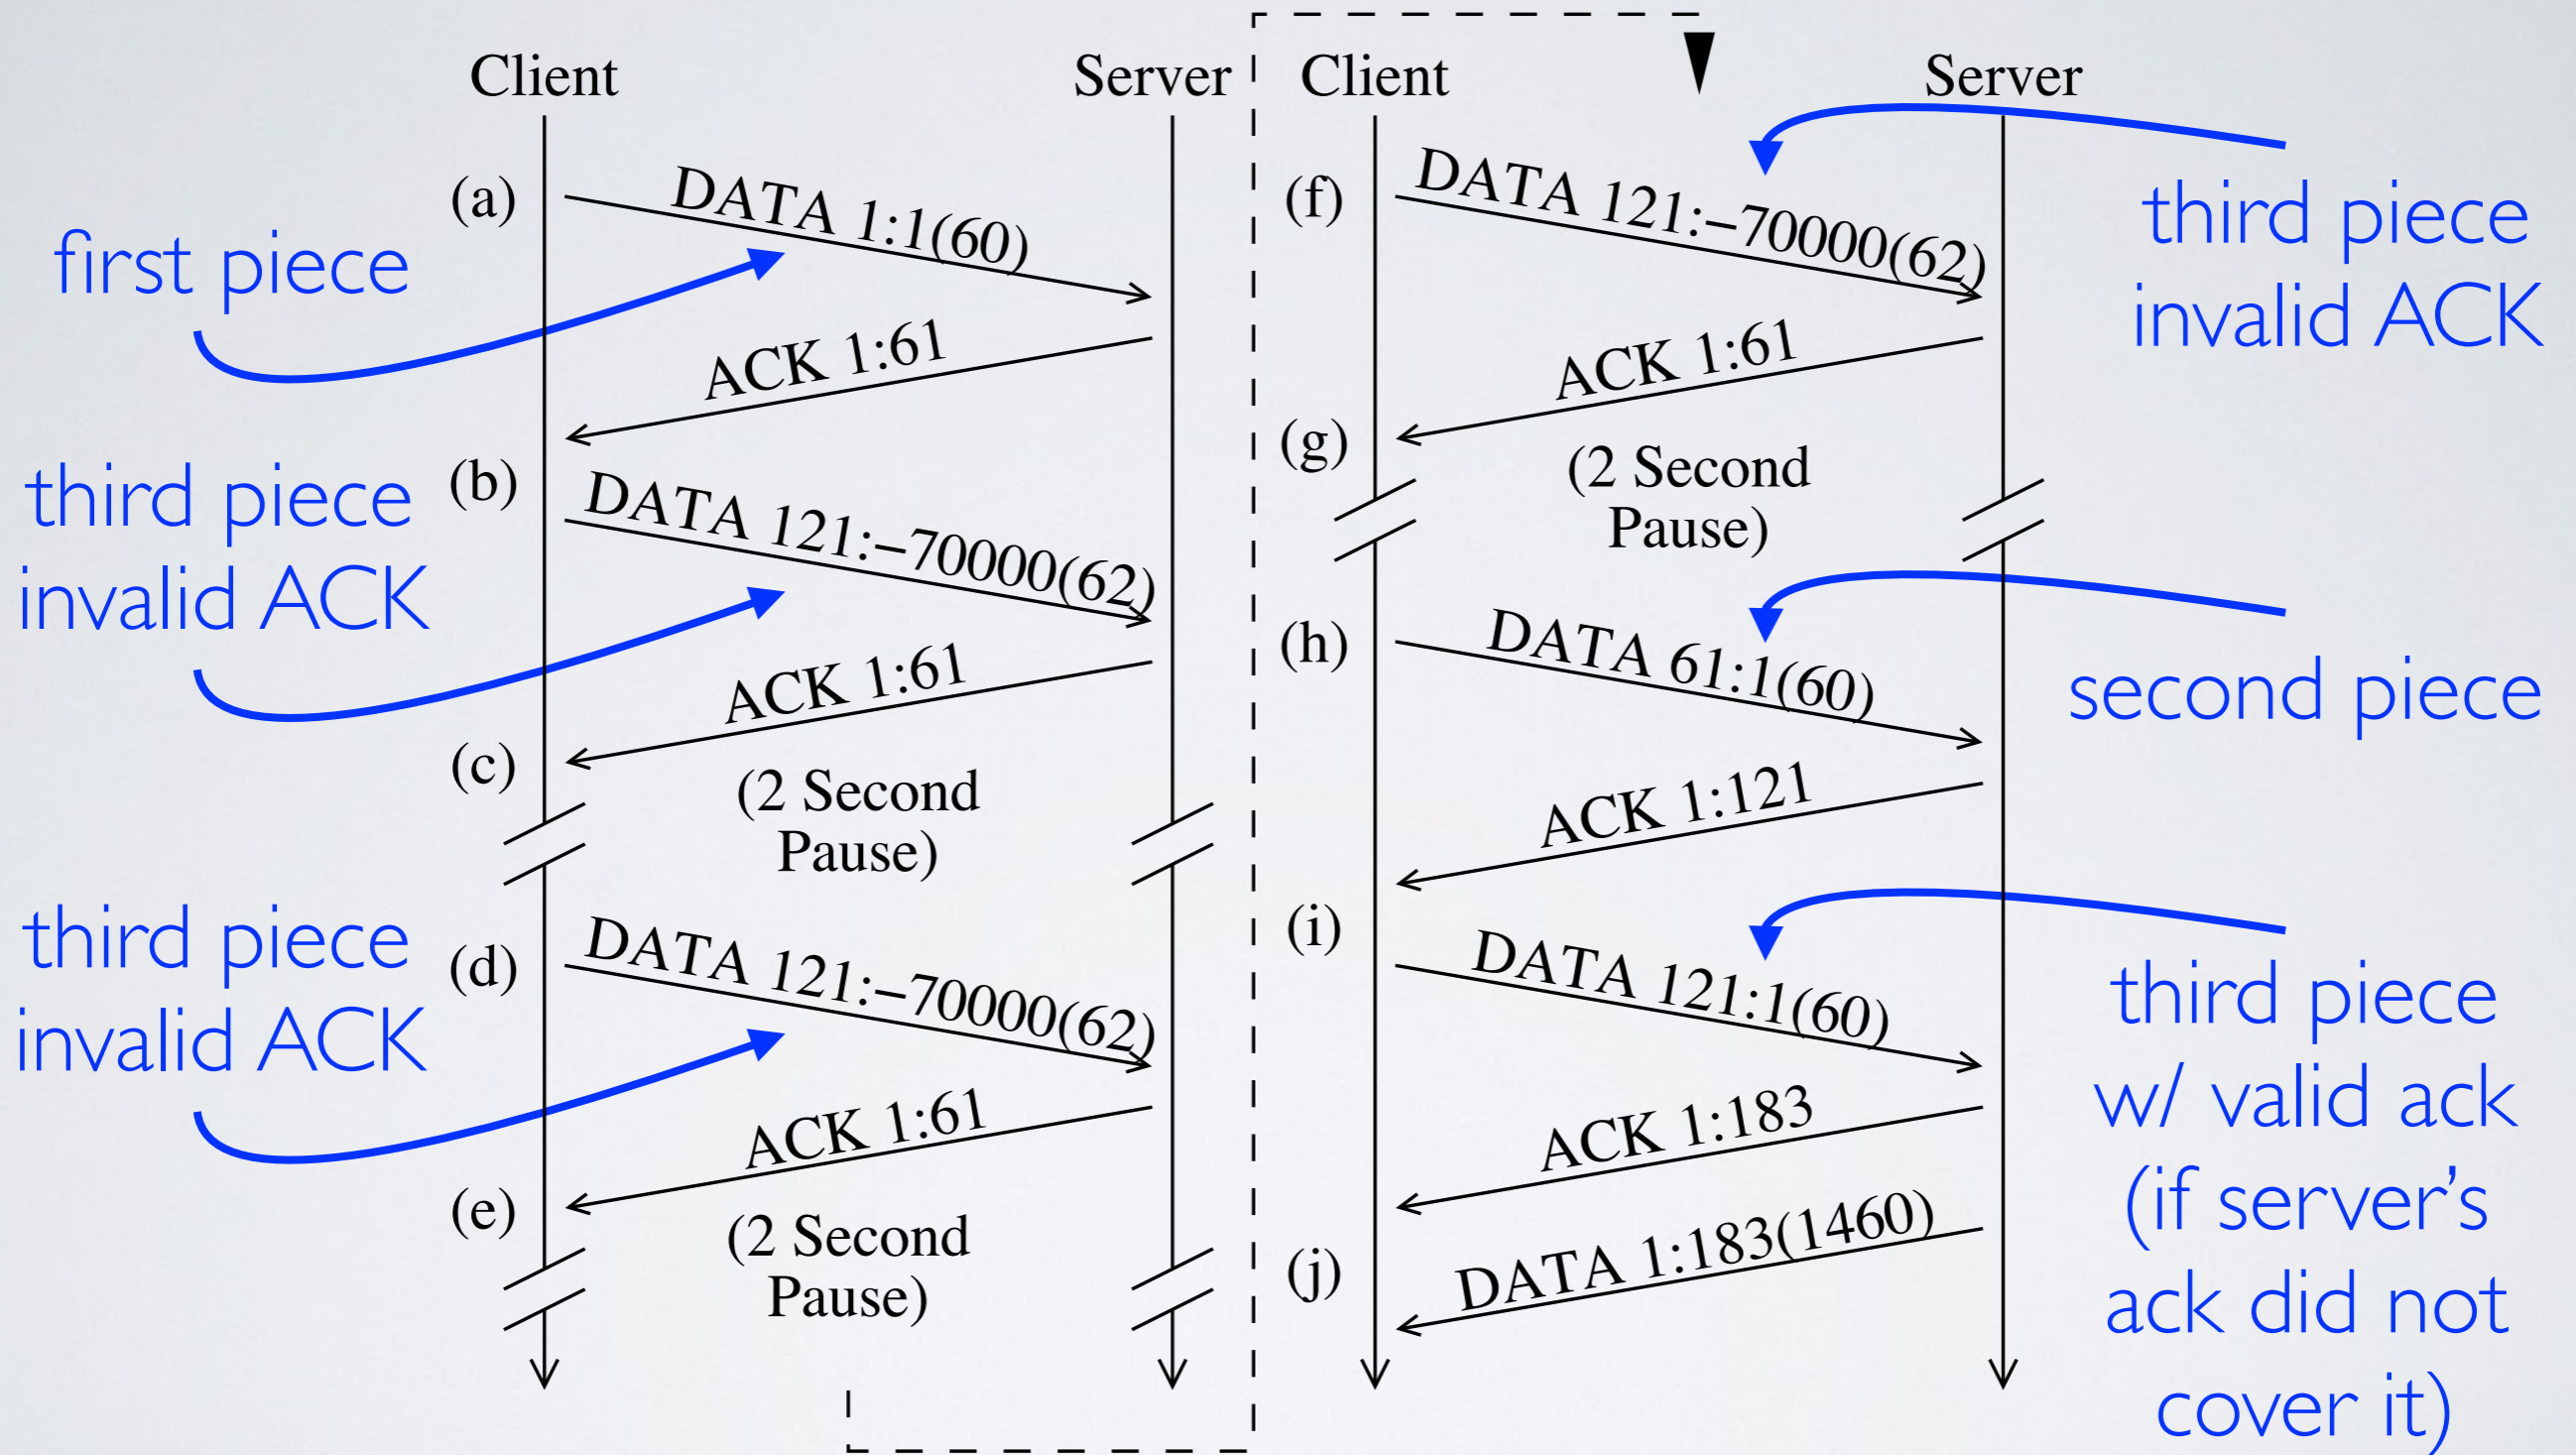 Client
Server
(a)
DATA 1:1(60)
first piece
ACK 1:61
(b)
DATA 121:–70000(62)
third piece
invalid ACK
ACK 1:61
(c)
(2 Second
Pause)
(d)
DATA 121:–70000(62)
third piece
invalid ACK
ACK 1:61
(e)
(2 Second
Pause)
Client
Server
(f)
DATA 121:–70000(62)
third piece
invalid ACK
ACK 1:61
(g)
(2 Second
Pause)
(h)
DATA 61:1(60)
second piece
ACK 1:121
(i)
DATA 121:1(60)
third piece
w/ valid ack
(if server’s
ack did not
cover it)
ACK 1:183
(j)
DATA 1:183(1460)